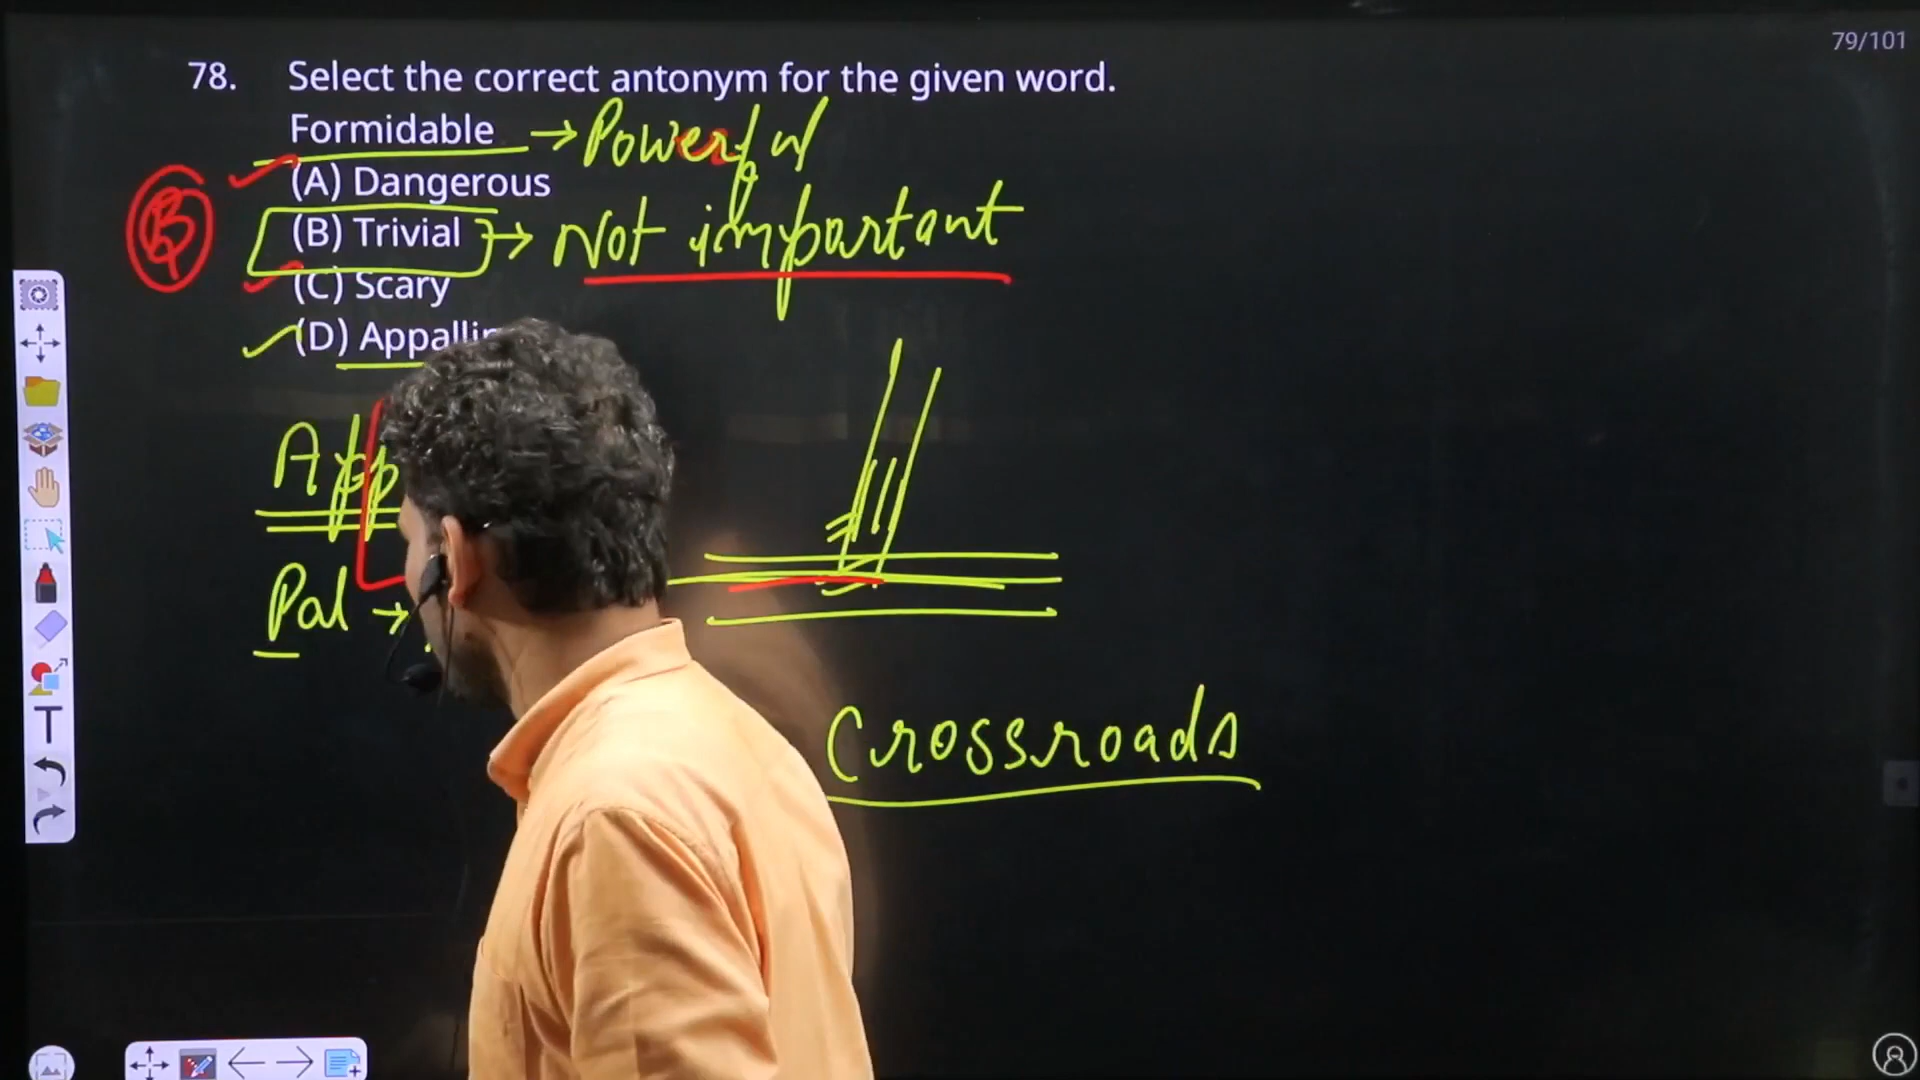 79/101
78. Select the correct antonym for the given word.
Formidable → Powerful
(A) Dangerous
B
(B) Trivial → Not important
(C) Scary
(D) Appalli
App
Pal →
Crossroads
T